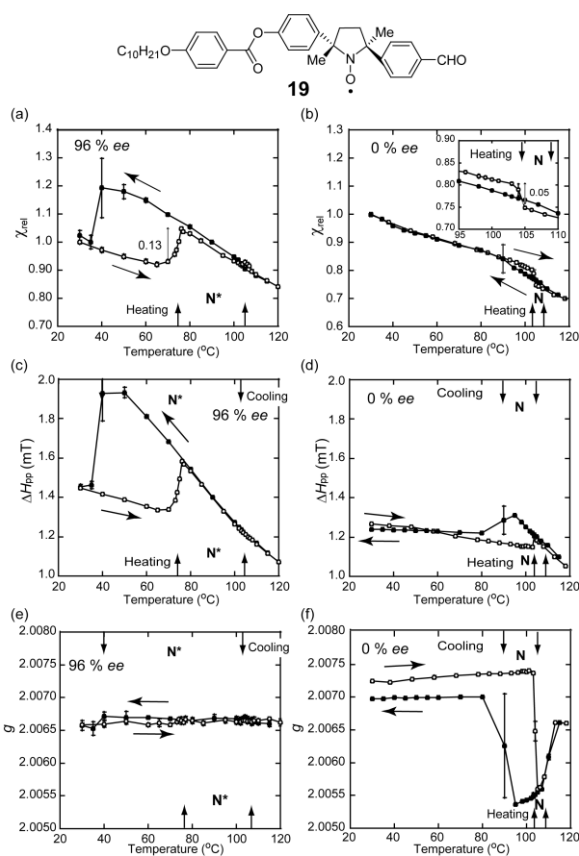 C10H21O
O
O
Me
Me
N
O
•
CHO
19
(a)
(b)
χrel
1.4
1.3
1.2
1.1
1.0
0.90
0.80
0.70
96 % ee
0.13
Heating
N*
20 40 60 80 100 120
Temperature (oC)
χrel
1.3
1.2
1.1
1.0
0.9
0.8
0.7
0.6
0 % ee
0.90
0.85
0.80
0.75
0.70
Heating
N
0.05
95 100 105 110
Heating
N
20 40 60 80 100 120
Temperature (oC)
(c)
(d)
ΔHpp (mT)
2.0
1.8
1.6
1.4
1.2
1.0
N*
Cooling
96 % ee
Heating
N*
20 40 60 80 100 120
Temperature (oC)
ΔHpp (mT)
2.0
1.8
1.6
1.4
1.2
1.0
Cooling
0 % ee
N
Heating
N
20 40 60 80 100 120
Temperature (oC)
(e)
(f)
g
2.0080
2.0075
2.0070
2.0065
2.0060
2.0055
2.0050
96 % ee
N*
Cooling
Heating
N*
20 40 60 80 100 120
Temperature (oC)
g
2.0080
2.0075
2.0070
2.0065
2.0060
2.0055
2.0050
0 % ee
Cooling
N
Heating
N
20 40 60 80 100 120
Temperature (oC)